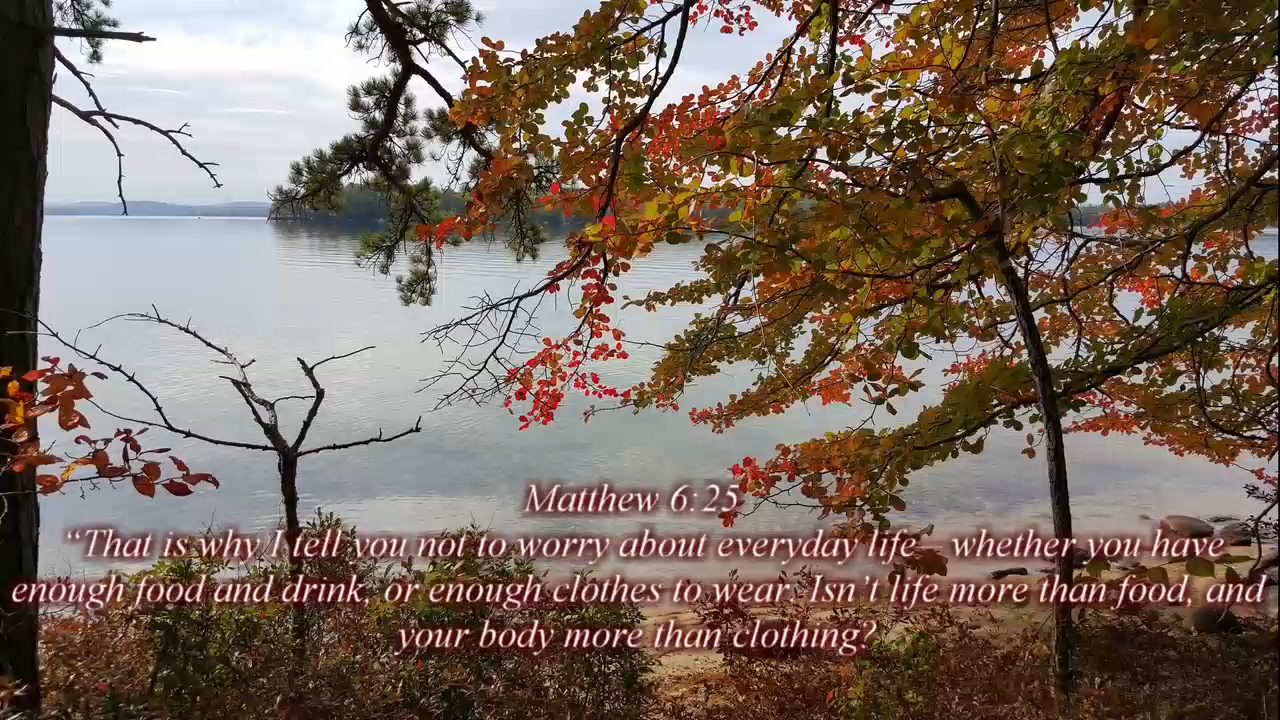 Matthew 6:25
“That is why I tell you not to worry about everyday life whether you have
enough food and drink, or enough clothes to wear. Isn’t life more than food, and
your body more than clothing?